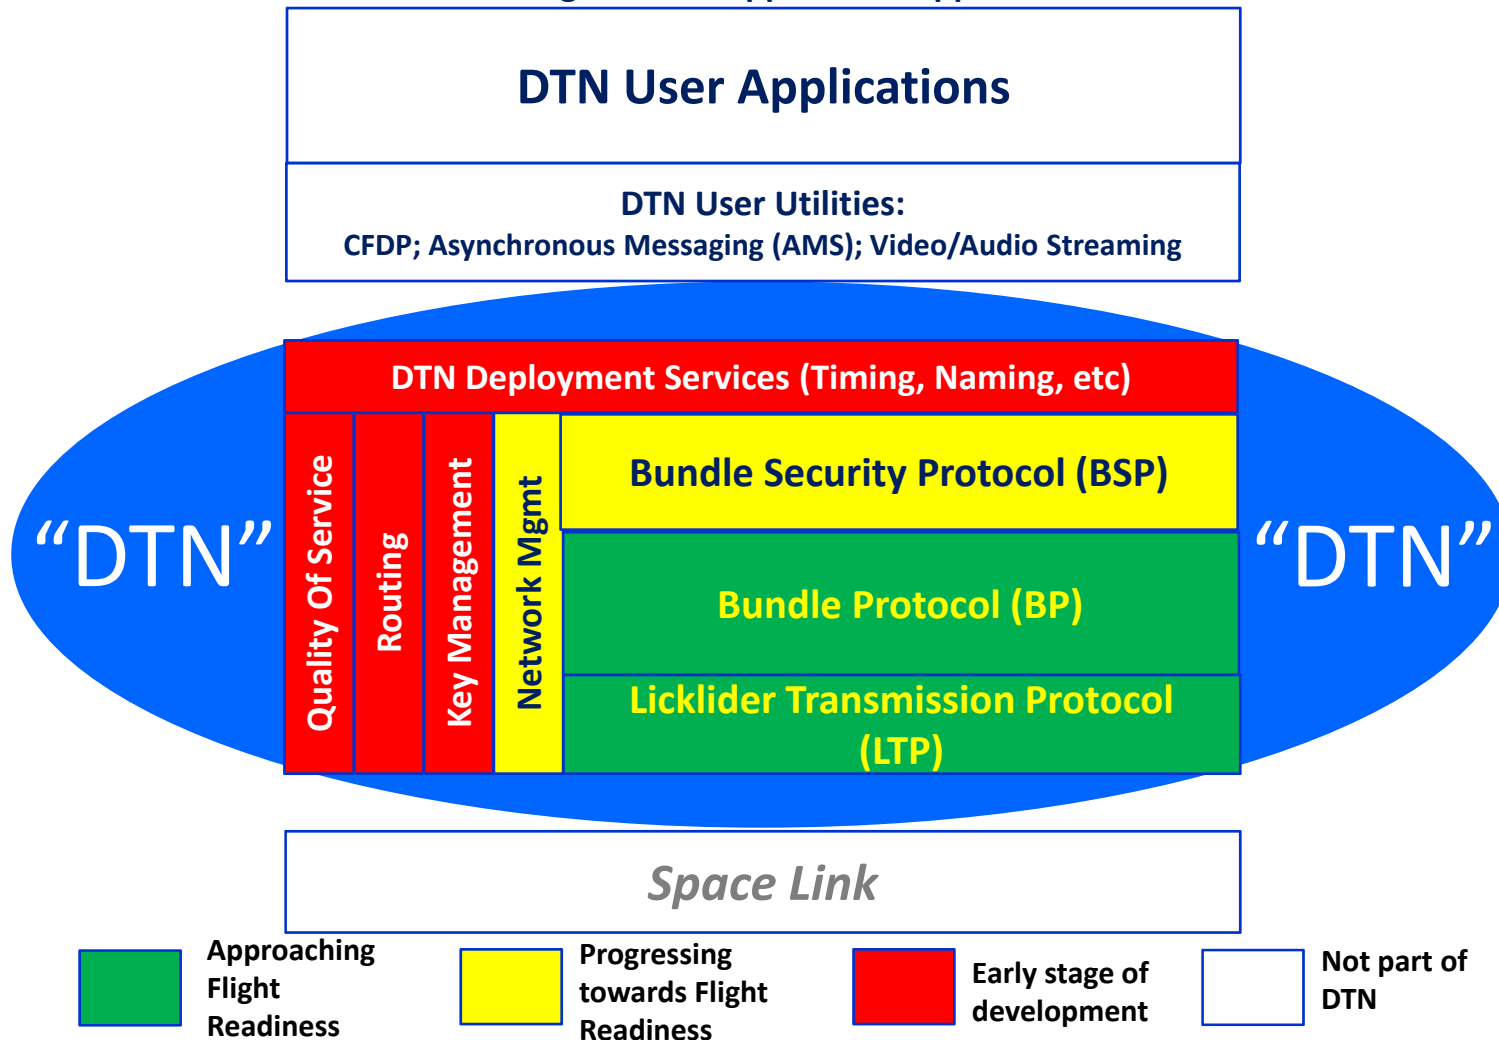 DTN User Applications
DTN User Utilities:
CFDP; Asynchronous Messaging (AMS); Video/Audio Streaming
DTN Deployment Services (Timing, Naming, etc)
“DTN”
Quality Of Service
Routing
Key Management
Network Mgmt
Bundle Security Protocol (BSP)
Bundle Protocol (BP)
Licklider Transmission Protocol
(LTP)
“DTN”
Space Link
Approaching
Flight
Readiness
Progressing
towards Flight
Readiness
Early stage of
development
Not part of
DTN